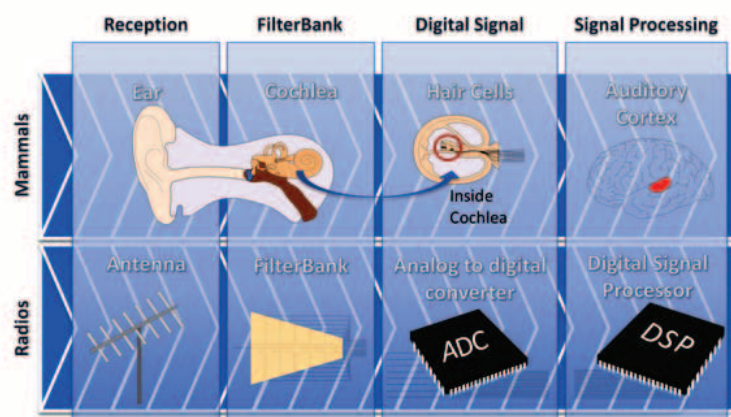 Reception FilterBank Digital Signal Signal Processing
Mammals
Ear Cochlea Hair Cells Auditory
Cortex
Inside
Cochlea
Radios
Antenna FilterBank Analog to digital Digital Signal
converter Processor
ADC DSP